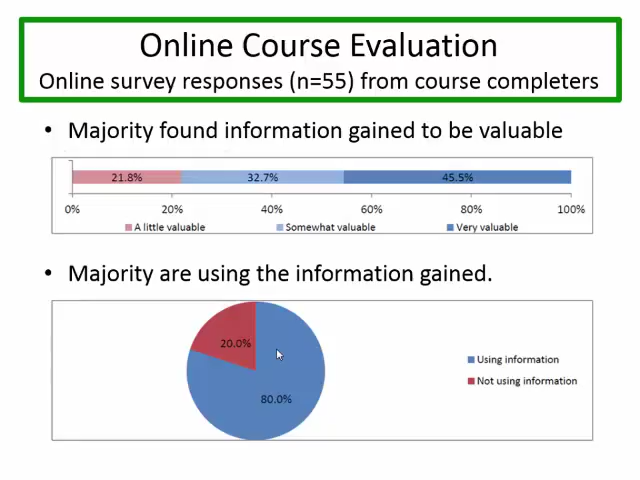 Online Course Evaluation
Online survey responses (n=55) from course completers
• Majority found information gained to be valuable
21.8% 32.7% 45.5%
0% 20% 40% 60% 80% 100%
A little valuable Somewhat valuable Very valuable
• Majority are using the information gained.
20.0%
Using information
Not using information
80.0%